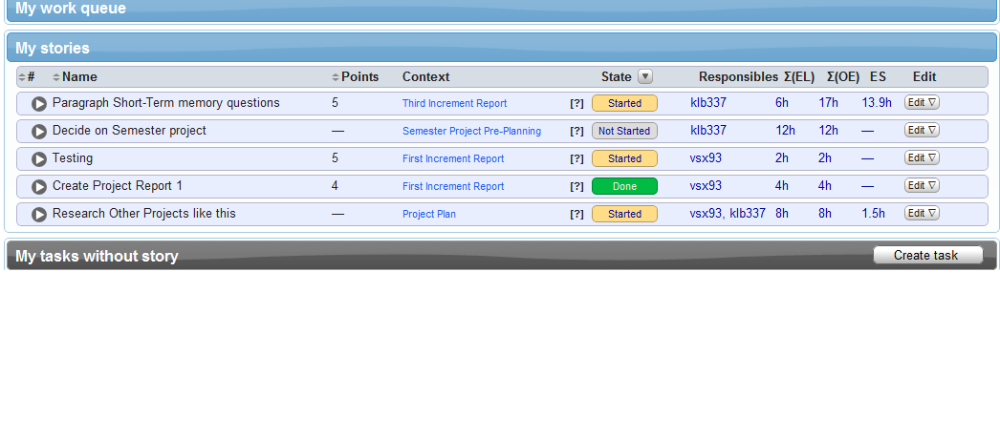 My work queue
My stories
# Name Points Context State Responsibles Σ(EL) Σ(OE) ES Edit
Paragraph Short-Term memory questions 5 Third Increment Report [?] Started klb337 6h 17h 13.9h Edit ▽
Decide on Semester project — Semester Project Pre-Planning [?] Not Started klb337 12h 12h — Edit ▽
Testing 5 First Increment Report [?] Started vsx93 2h 2h — Edit ▽
Create Project Report 1 4 First Increment Report [?] Done vsx93 4h 4h — Edit ▽
Research Other Projects like this — Project Plan [?] Started vsx93, klb337 8h 8h 1.5h Edit ▽
My tasks without story Create task